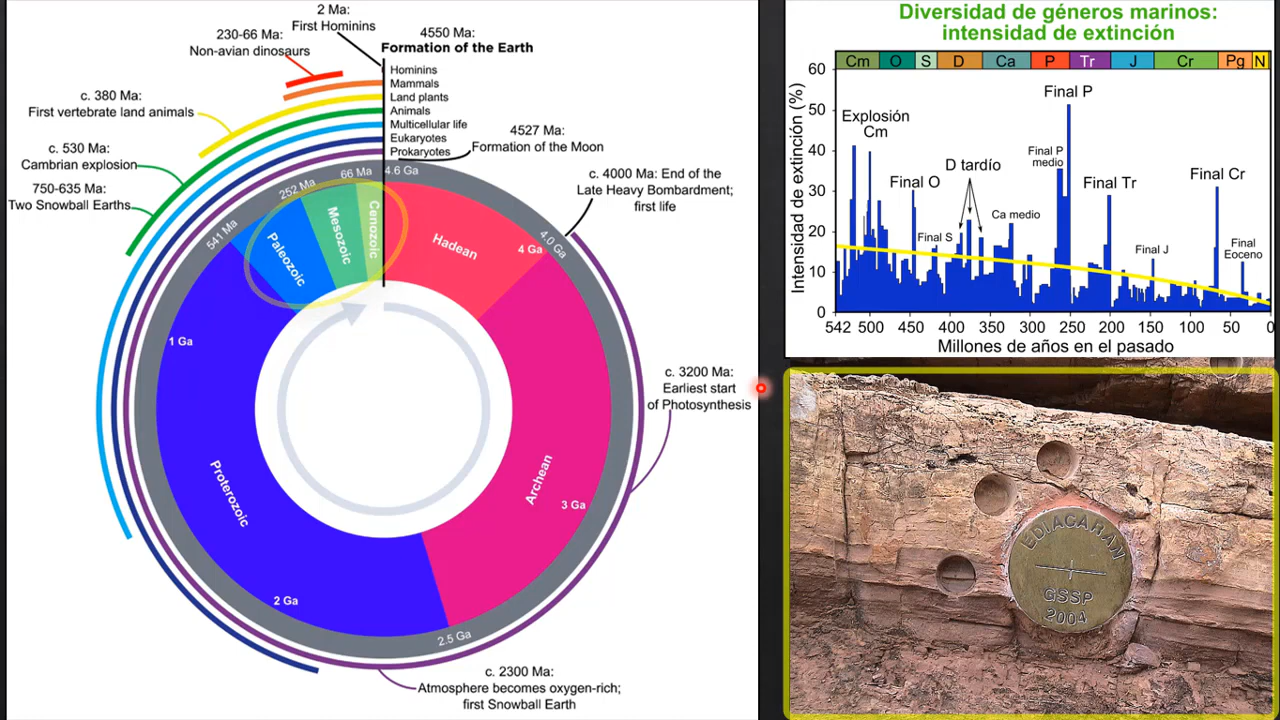 2 Ma:
First Hominins
230-66 Ma:
Non-avian dinosaurs
4550 Ma:
Formation of the Earth
Hominins
Mammals
Land plants
Animals
Multicellular life
Eukaryotes
Prokaryotes
c. 380 Ma:
First vertebrate land animals
c. 530 Ma:
Cambrian explosion
750-635 Ma:
Two Snowball Earths
4527 Ma:
Formation of the Moon
c. 4000 Ma: End of the
Late Heavy Bombardment;
first life
c. 3200 Ma:
Earliest start
of Photosynthesis
c. 2300 Ma:
Atmosphere becomes oxygen-rich;
first Snowball Earth
4.6 Ga
4.0 Ga
2.5 Ga
541 Ma
252 Ma
66 Ma
Hadean
4 Ga
Archean
3 Ga
2 Ga
Proterozoic
1 Ga
Paleozoic
Mesozoic
Cenozoic
Diversidad de géneros marinos:
intensidad de extinción
Cm O S D Ca P Tr J Cr Pg N
Intensidad de extinción (%)
60
50
40
30
20
10
0
Explosión
Cm
Final O
Final S
D tardío
Ca medio
Final P
medio
Final P
Final Tr
Final J
Final Cr
Final
Eoceno
542 500 450 400 350 300 250 200 150 100 50 0
Millones de años en el pasado
EDIACARAN
GSSP
2004